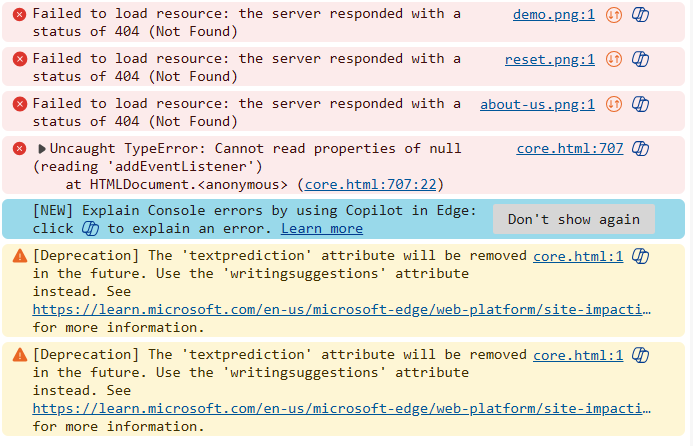 Failed to load resource: the server responded with a demo.png:1
status of 404 (Not Found)
Failed to load resource: the server responded with a reset.png:1
status of 404 (Not Found)
Failed to load resource: the server responded with a about-us.png:1
status of 404 (Not Found)
Uncaught TypeError: Cannot read properties of null core.html:707
(reading 'addEventListener')
at HTMLDocument.<anonymous> (core.html:707:22)
[NEW] Explain Console errors by using Copilot in Edge: Don't show again
click to explain an error. Learn more
[Deprecation] The 'textprediction' attribute will be removed core.html:1
in the future. Use the 'writingsuggestions' attribute
instead. See
https://learn.microsoft.com/en-us/microsoft-edge/web-platform/site-impacti…
for more information.
[Deprecation] The 'textprediction' attribute will be removed core.html:1
in the future. Use the 'writingsuggestions' attribute
instead. See
https://learn.microsoft.com/en-us/microsoft-edge/web-platform/site-impacti…
for more information.